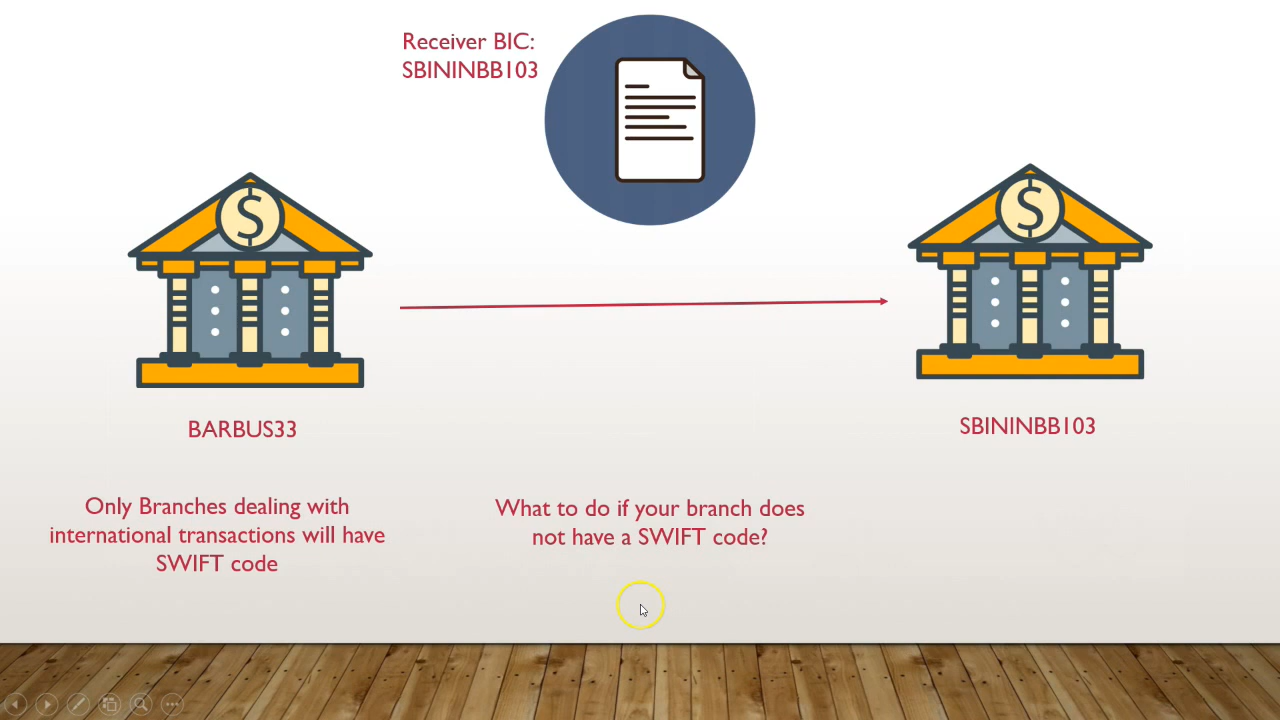 Receiver BIC:
SBININBB103
$
$
BARBUS33
SBININBB103
Only Branches dealing with
international transactions will have
SWIFT code
What to do if your branch does
not have a SWIFT code?